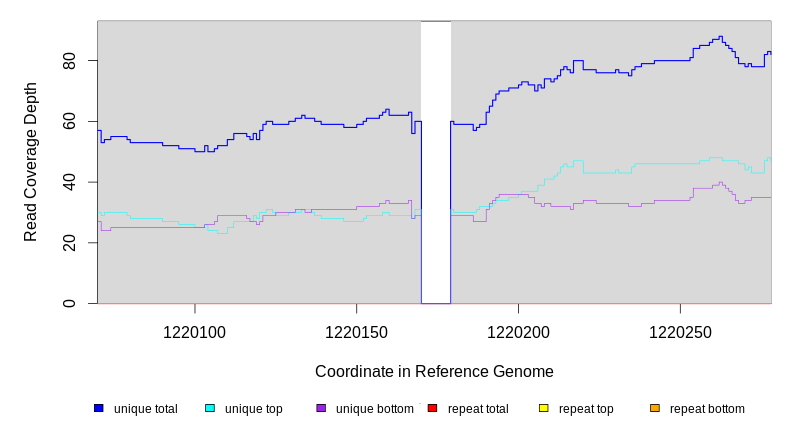 Read Coverage Depth
80
60
40
20
0
1220100 1220150 1220200 1220250
Coordinate in Reference Genome
unique total unique top unique bottom repeat total repeat top repeat bottom